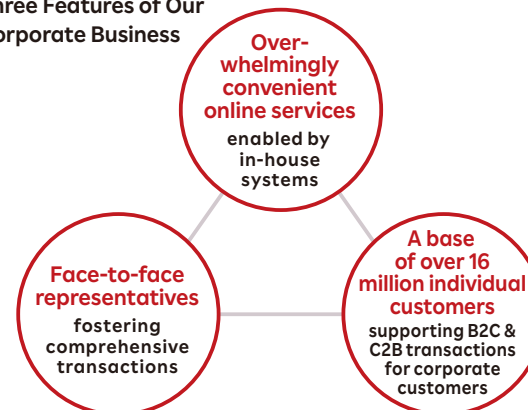 hree Features of Our
orporate Business
Over-
whelmingly
convenient
online services
enabled by
in-house
systems
Face-to-face
representatives
fostering
comprehensive
transactions
A base
of over 16
million individual
customers
supporting B2C &
C2B transactions
for corporate
customers